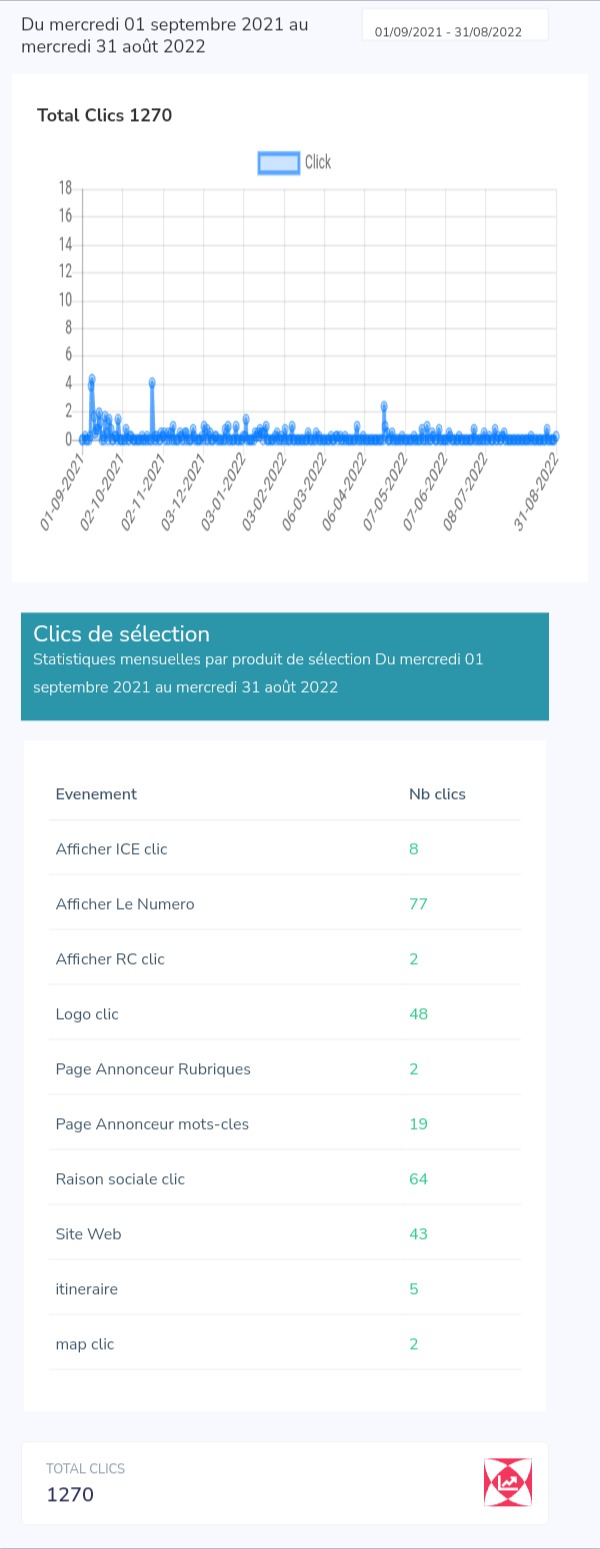 Du mercredi 01 septembre 2021 au
mercredi 31 août 2022
01/09/2021 - 31/08/2022
Total Clics 1270
Click
18
16
14
12
10
8
6
4
2
0
01-09-2021
02-10-2021
02-11-2021
03-12-2021
03-01-2022
03-02-2022
06-03-2022
06-04-2022
07-05-2022
07-06-2022
08-07-2022
31-08-2022
Clics de sélection
Statistiques mensuelles par produit de sélection Du mercredi 01
septembre 2021 au mercredi 31 août 2022
Evenement Nb clics
Afficher ICE clic 8
Afficher Le Numero 77
Afficher RC clic 2
Logo clic 48
Page Annonceur Rubriques 2
Page Annonceur mots-cles 19
Raison sociale clic 64
Site Web 43
itineraire 5
map clic 2
TOTAL CLICS
1270